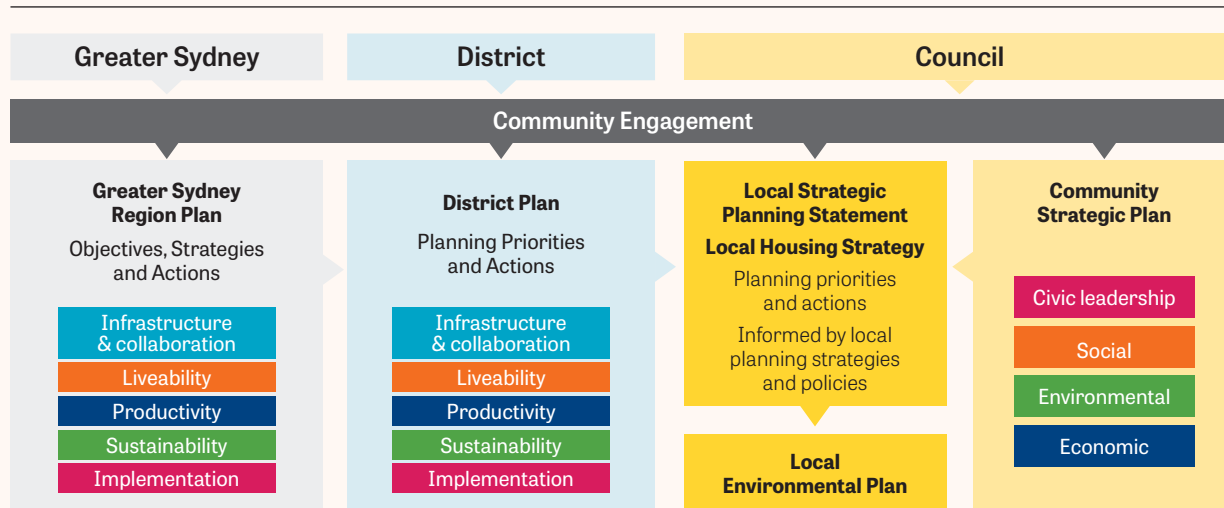 Greater Sydney
District
Council
Community Engagement
Greater Sydney
Region Plan
Objectives, Strategies
and Actions
Infrastructure
& collaboration
Liveability
Productivity
Sustainability
Implementation
District Plan
Planning Priorities
and Actions
Infrastructure
& collaboration
Liveability
Productivity
Sustainability
Implementation
Local Strategic
Planning Statement
Local Housing Strategy
Planning priorities
and actions
Informed by local
planning strategies
and policies
Local
Environmental Plan
Community
Strategic Plan
Civic leadership
Social
Environmental
Economic